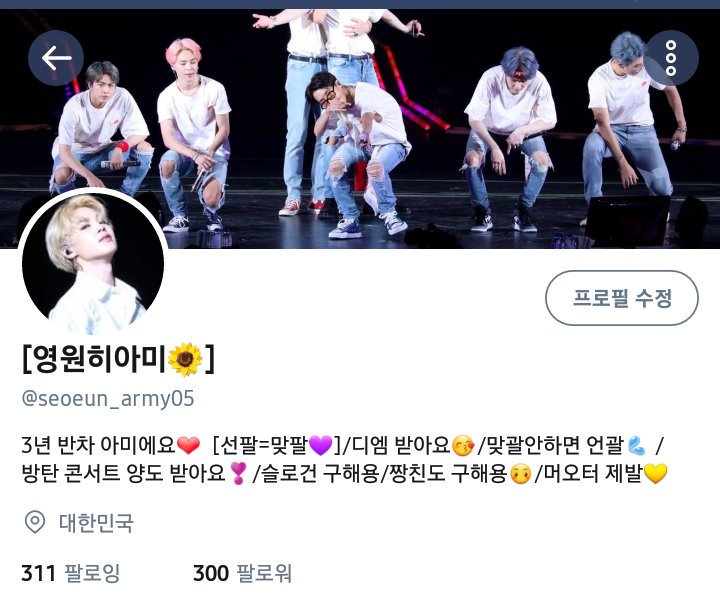 프로필 수정
[영원히아미🌻]
@seoeun_army05
3년 반차 아미에요❤️ [선팔=맞팔💜]/디엠 받아요😘/맞괄안하면 언괄💦 /
방탄 콘서트 양도 받아요❣️/슬로건 구해용/짱친도 구해용🤭/머오터 제발💛
대한민국
311 팔로잉 300 팔로워